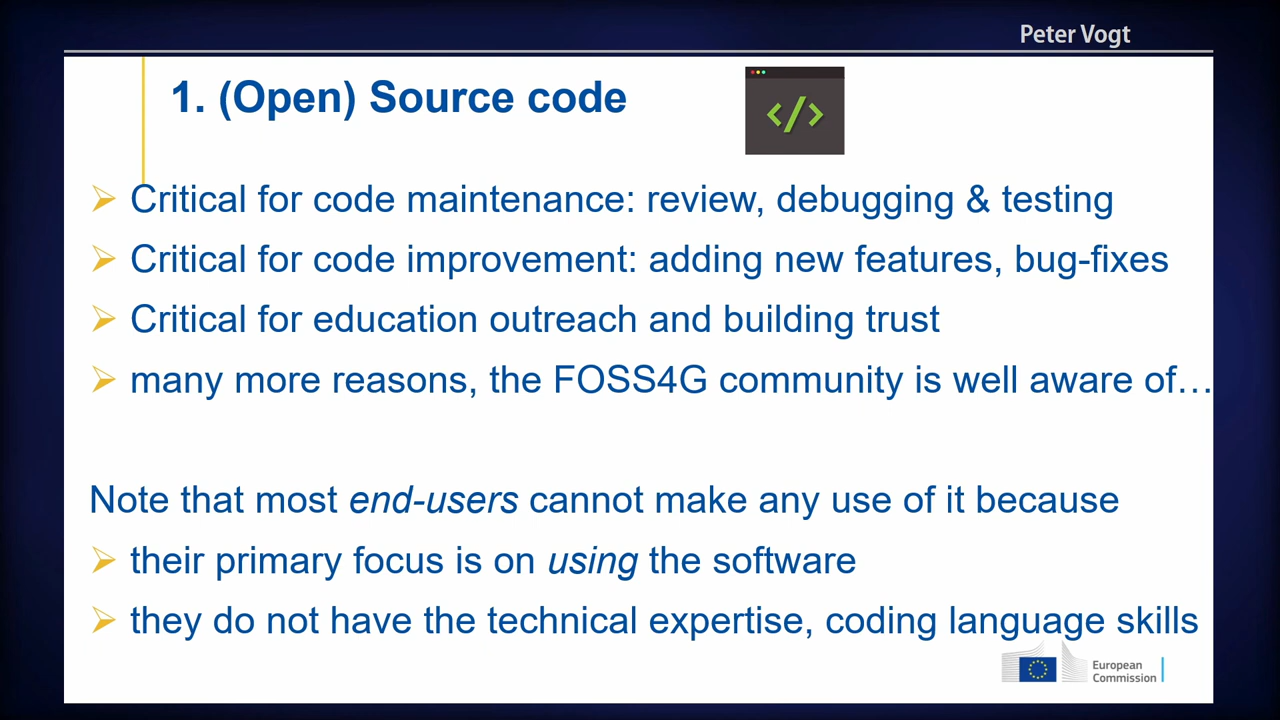 Peter Vogt
1. (Open) Source code
</>
Critical for code maintenance: review, debugging & testing
Critical for code improvement: adding new features, bug-fixes
Critical for education outreach and building trust
many more reasons, the FOSS4G community is well aware of…
Note that most end-users cannot make any use of it because
their primary focus is on using the software
they do not have the technical expertise, coding language skills
European
Commission